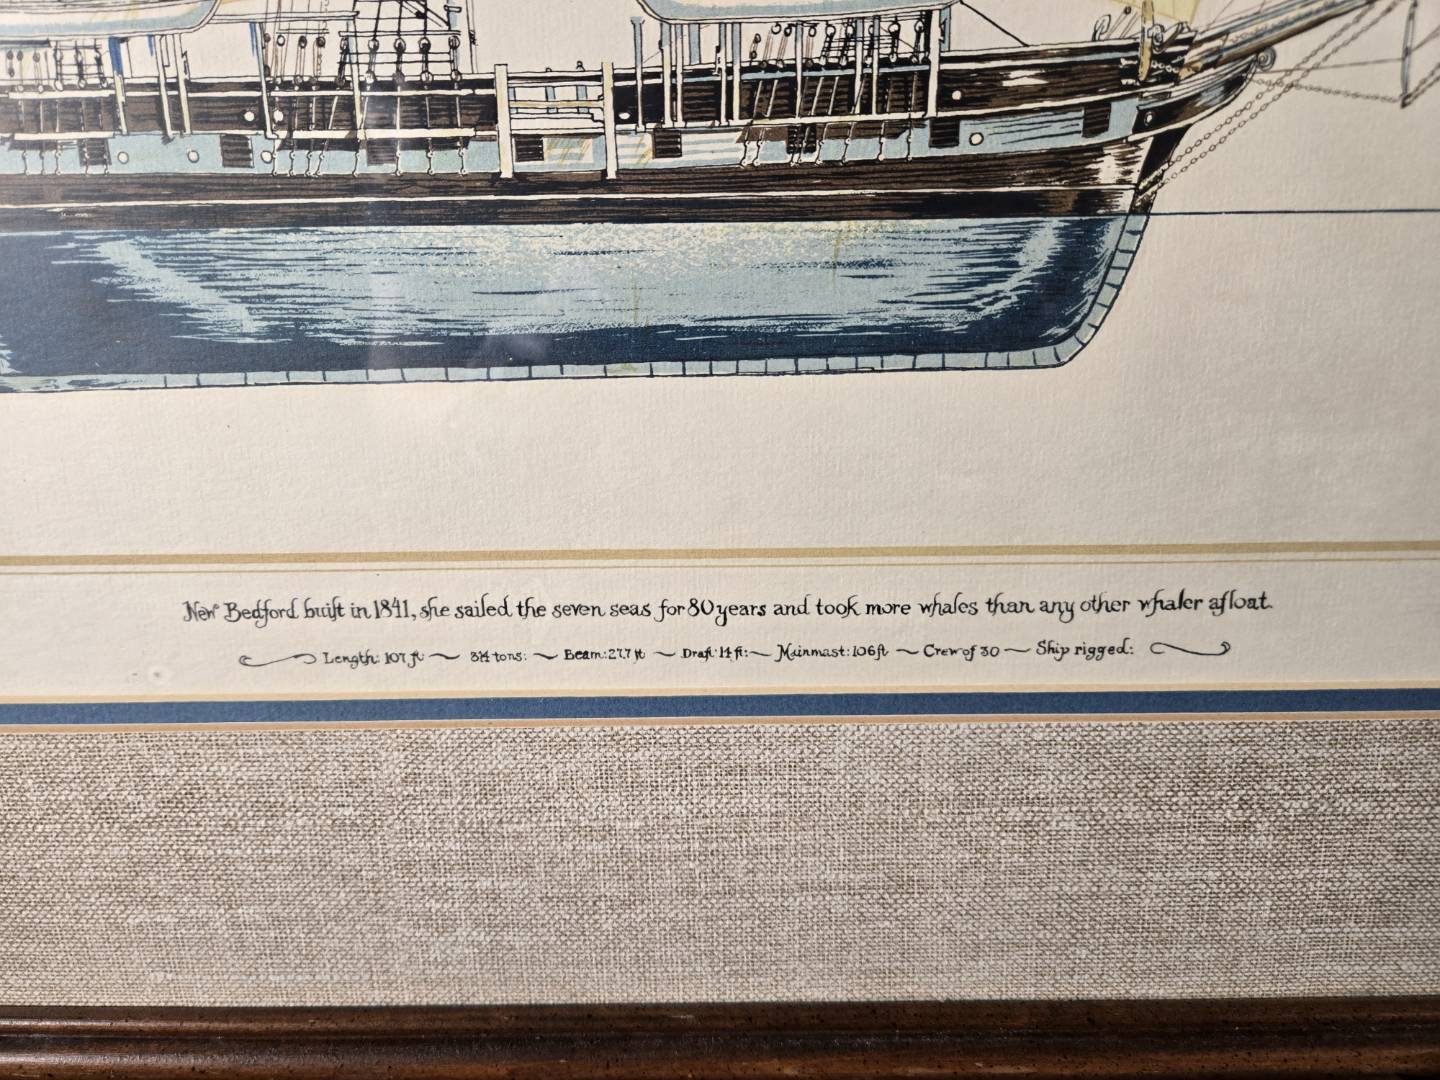 New Bedford built in 1841, she sailed the seven seas for 80 years and took more whales than any other whaler afloat.
Length: 107 ft ~ 314 tons: ~ Beam: 27.7 ft ~ Draft: 14 ft: ~ Mainmast: 106 ft ~ Crew of 30 ~ Ship rigged: